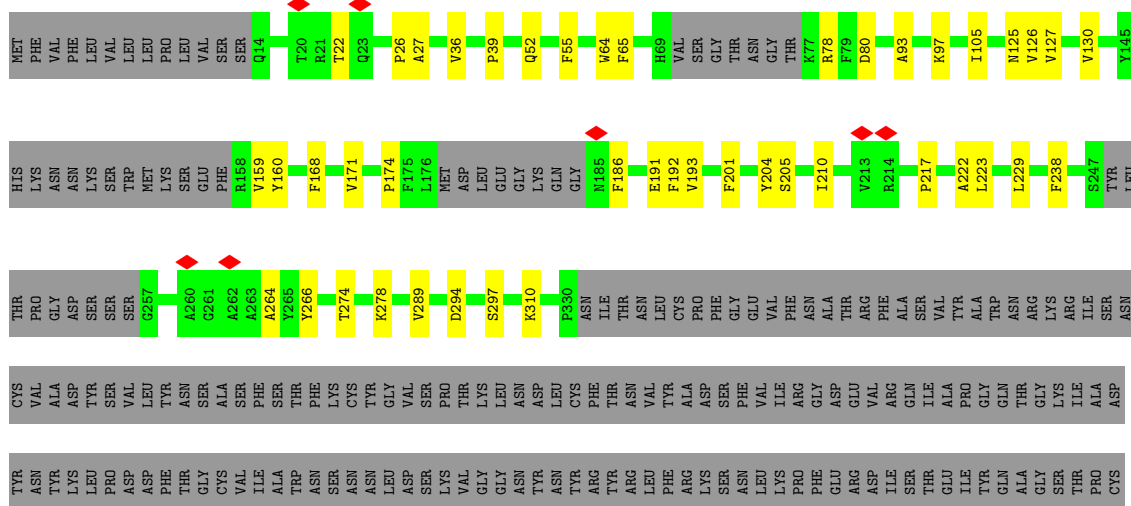 MET PHE VAL PHE LEU VAL LEU LEU PRO LEU VAL SER SER Q14 T20 R21 T22 Q23 P26 A27 V36 P39 Q52 F55 W64 F65 H69 VAL SER GLY THR ASN GLY THR K77 R78 F79 D80 A93 K97 I105 N125 V126 V127 V130 Y145
HIS LYS ASN ASN LYS SER TRP MET LYS SER GLU PHE R158 V159 Y160 F168 V171 P174 F175 L176 MET ASP LEU GLU GLY LYS GLN GLY N185 F186 E191 F192 V193 F201 Y204 S205 I210 V213 R214 P217 A222 L223 L229 F238 S247 TYR LEU
THR PRO GLY ASP SER SER SER G257 A260 G261 A262 A263 A264 Y265 Y266 T274 K278 V289 D294 S297 K310 P330 ASN ILE THR ASN LEU CYS PRO PHE GLY GLU VAL PHE ASN ALA THR ARG PHE ALA SER VAL TYR ALA TRP ASN ARG LYS ARG ILE SER ASN
CYS VAL ALA ASP TYR SER VAL LEU TYR ASN SER ALA SER PHE SER THR PHE LYS CYS TYR GLY VAL SER PRO THR LYS LEU ASN ASP LEU CYS PHE THR ASN VAL TYR ALA ASP SER PHE VAL ILE ARG GLY ASP GLU VAL ARG GLN ILE ALA PRO GLY GLN THR GLY LYS ILE ALA ASP
TYR ASN TYR LYS LEU PRO ASP ASP PHE THR GLY CYS VAL ILE ALA TRP ASN SER ASN ASN LEU ASP SER LYS VAL GLY GLY ASN TYR ASN TYR ARG TYR ARG LEU PHE ARG LYS SER ASN LEU LYS PRO PHE GLU ARG ASP ILE SER THR GLU ILE TYR GLN ALA GLY SER THR PRO CYS